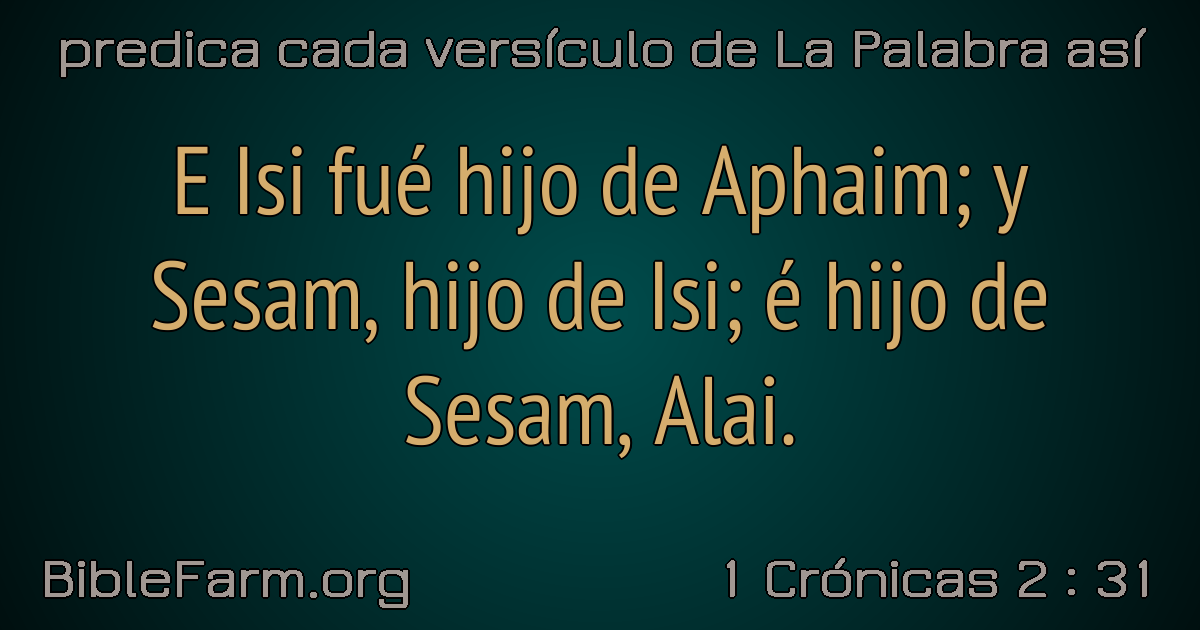 predica cada versículo de La Palabra así
E Isi fué hijo de Aphaim; y
Sesam, hijo de Isi; é hijo de
Sesam, Alai.
BibleFarm.org
1 Crónicas 2 : 31